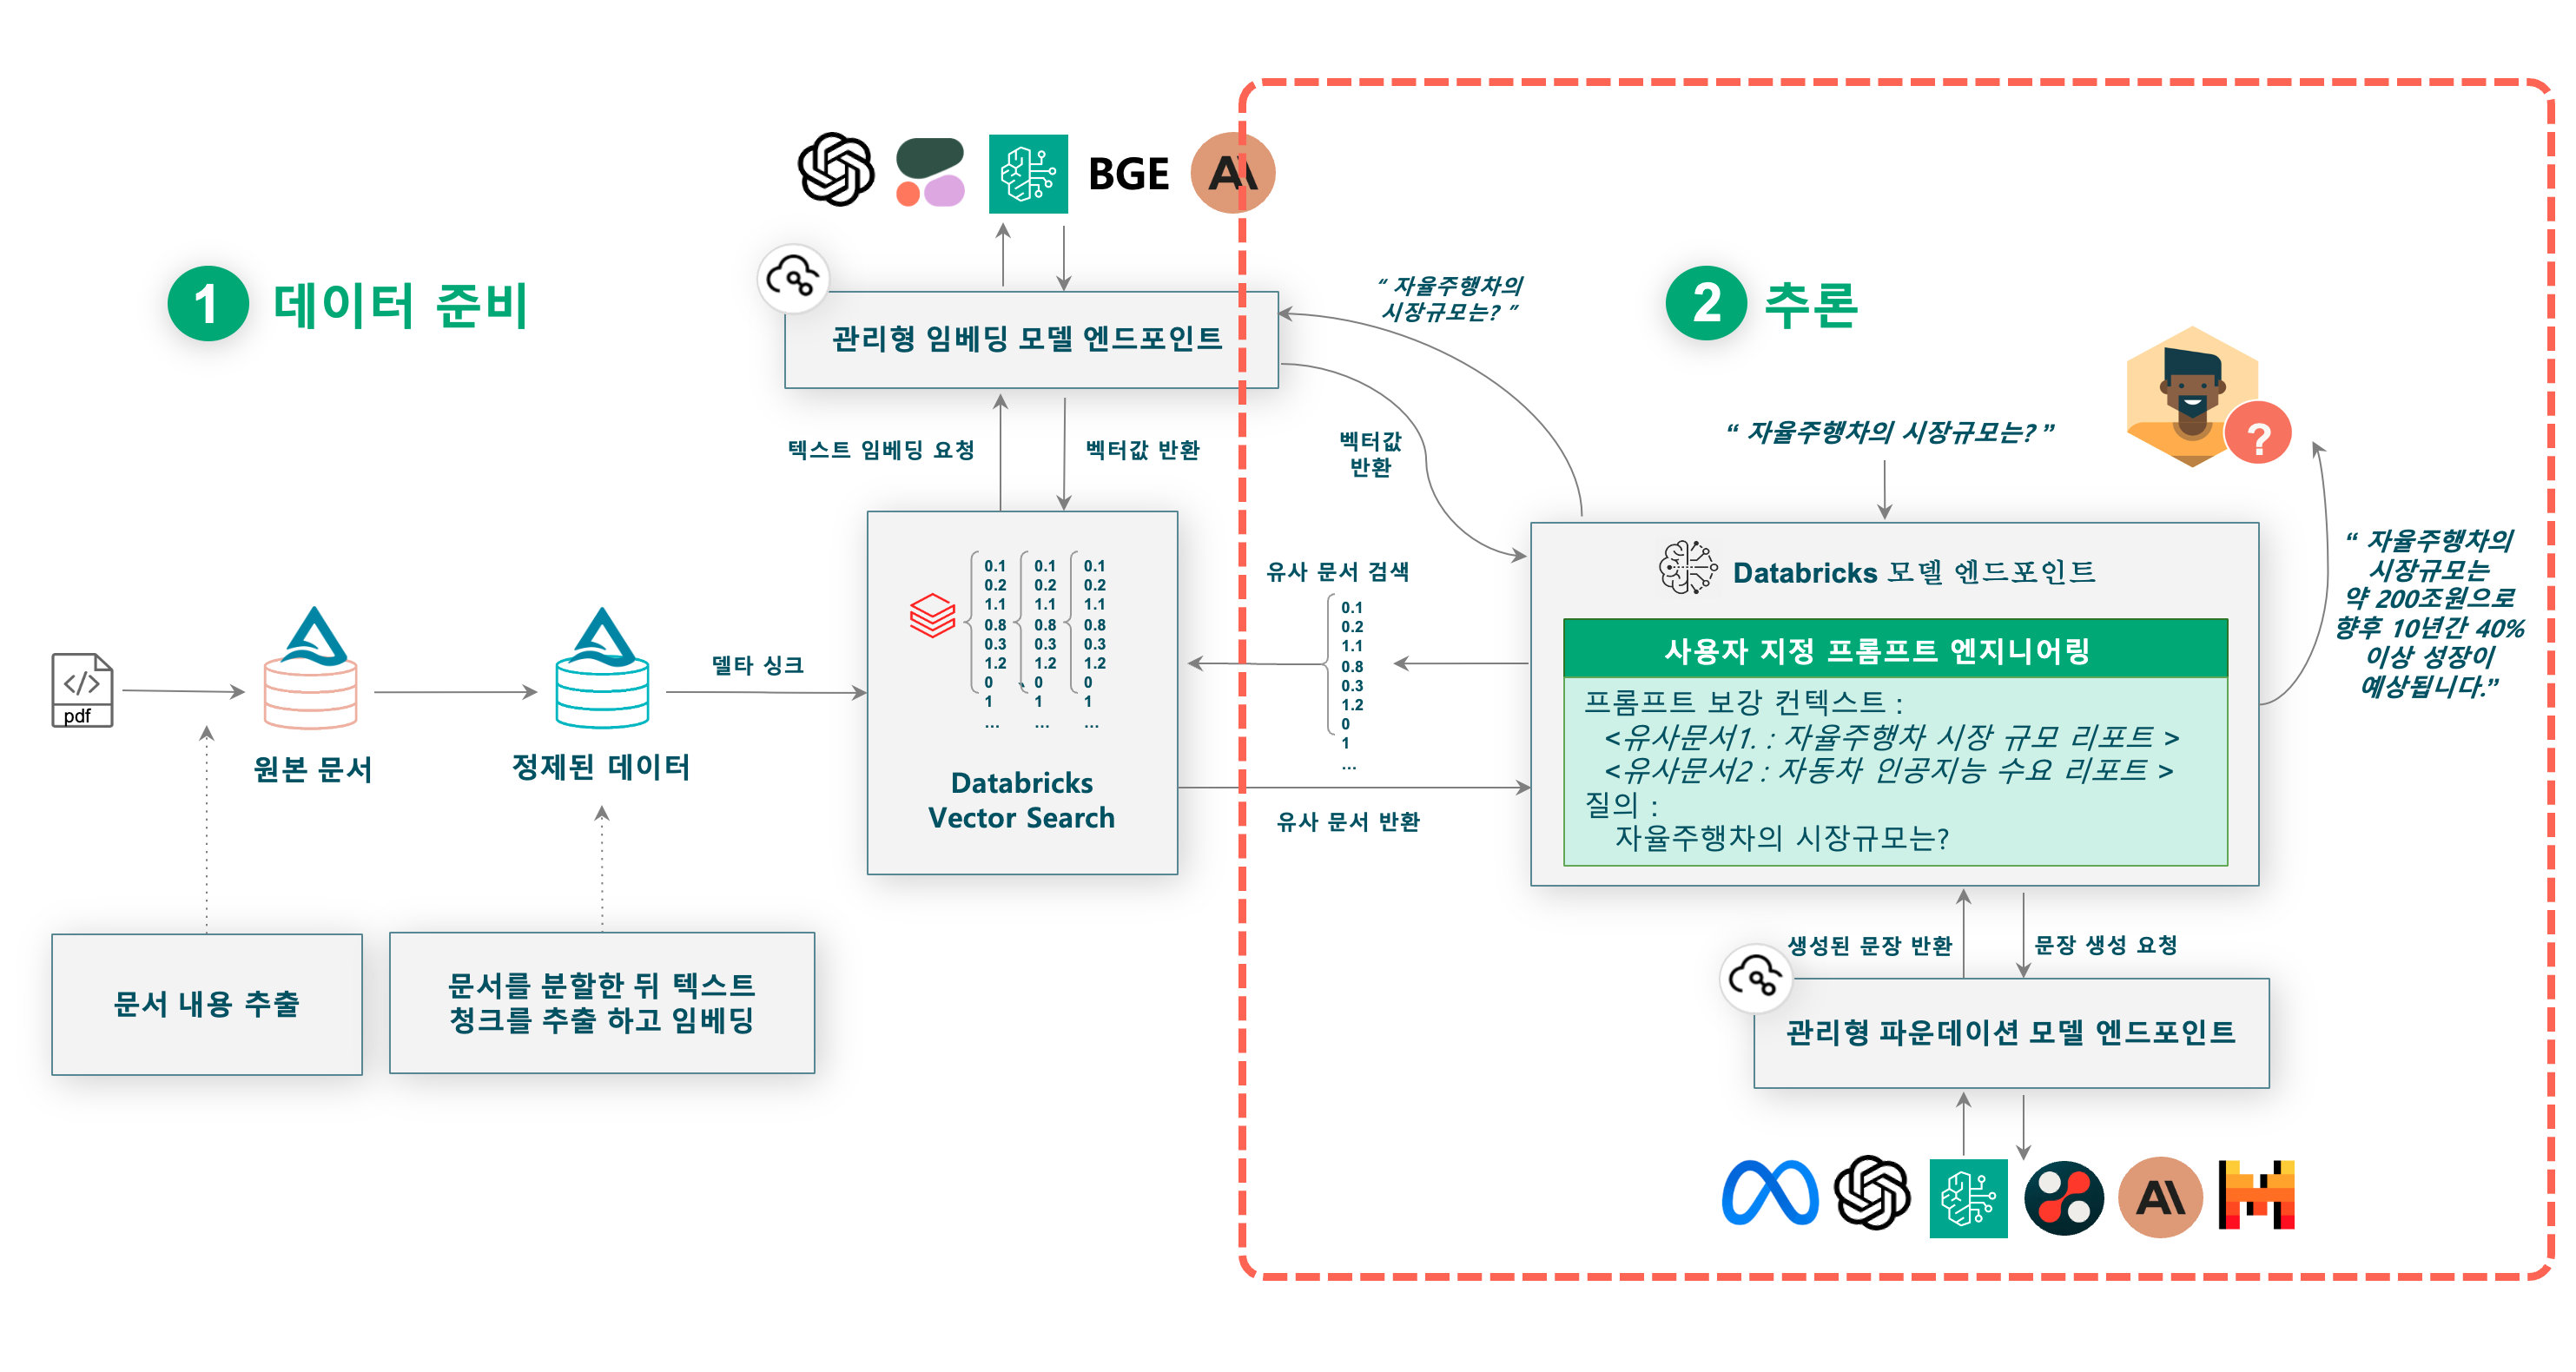 1 데이터 준비
BGE
관리형 임베딩 모델 엔드포인트
텍스트 임베딩 요청
벡터값 반환
</>
pdf
원본 문서
정제된 데이터
델타 싱크
0.1 0.1 0.1
0.2 0.2 0.2
1.1 1.1 1.1
0.8 0.8 0.8
0.3 0.3 0.3
1.2 1.2 1.2
0 0 0
1 1 1
... ... ...
Databricks
Vector Search
문서 내용 추출
문서를 분할한 뒤 텍스트
청크를 추출 하고 임베딩
2 추론
“ 자율주행차의
시장규모는? ”
벡터값
반환
“ 자율주행차의 시장규모는? ”
?
유사 문서 검색
0.1
0.2
1.1
0.8
0.3
1.2
0
1
...
유사 문서 반환
Databricks 모델 엔드포인트
사용자 지정 프롬프트 엔지니어링
프롬프트 보강 컨텍스트 :
<유사문서1. : 자율주행차 시장 규모 리포트 >
<유사문서2 : 자동차 인공지능 수요 리포트 >
질의 :
자율주행차의 시장규모는?
“ 자율주행차의
시장규모는
약 200조원으로
향후 10년간 40%
이상 성장이
예상됩니다.”
생성된 문장 반환
문장 생성 요청
관리형 파운데이션 모델 엔드포인트